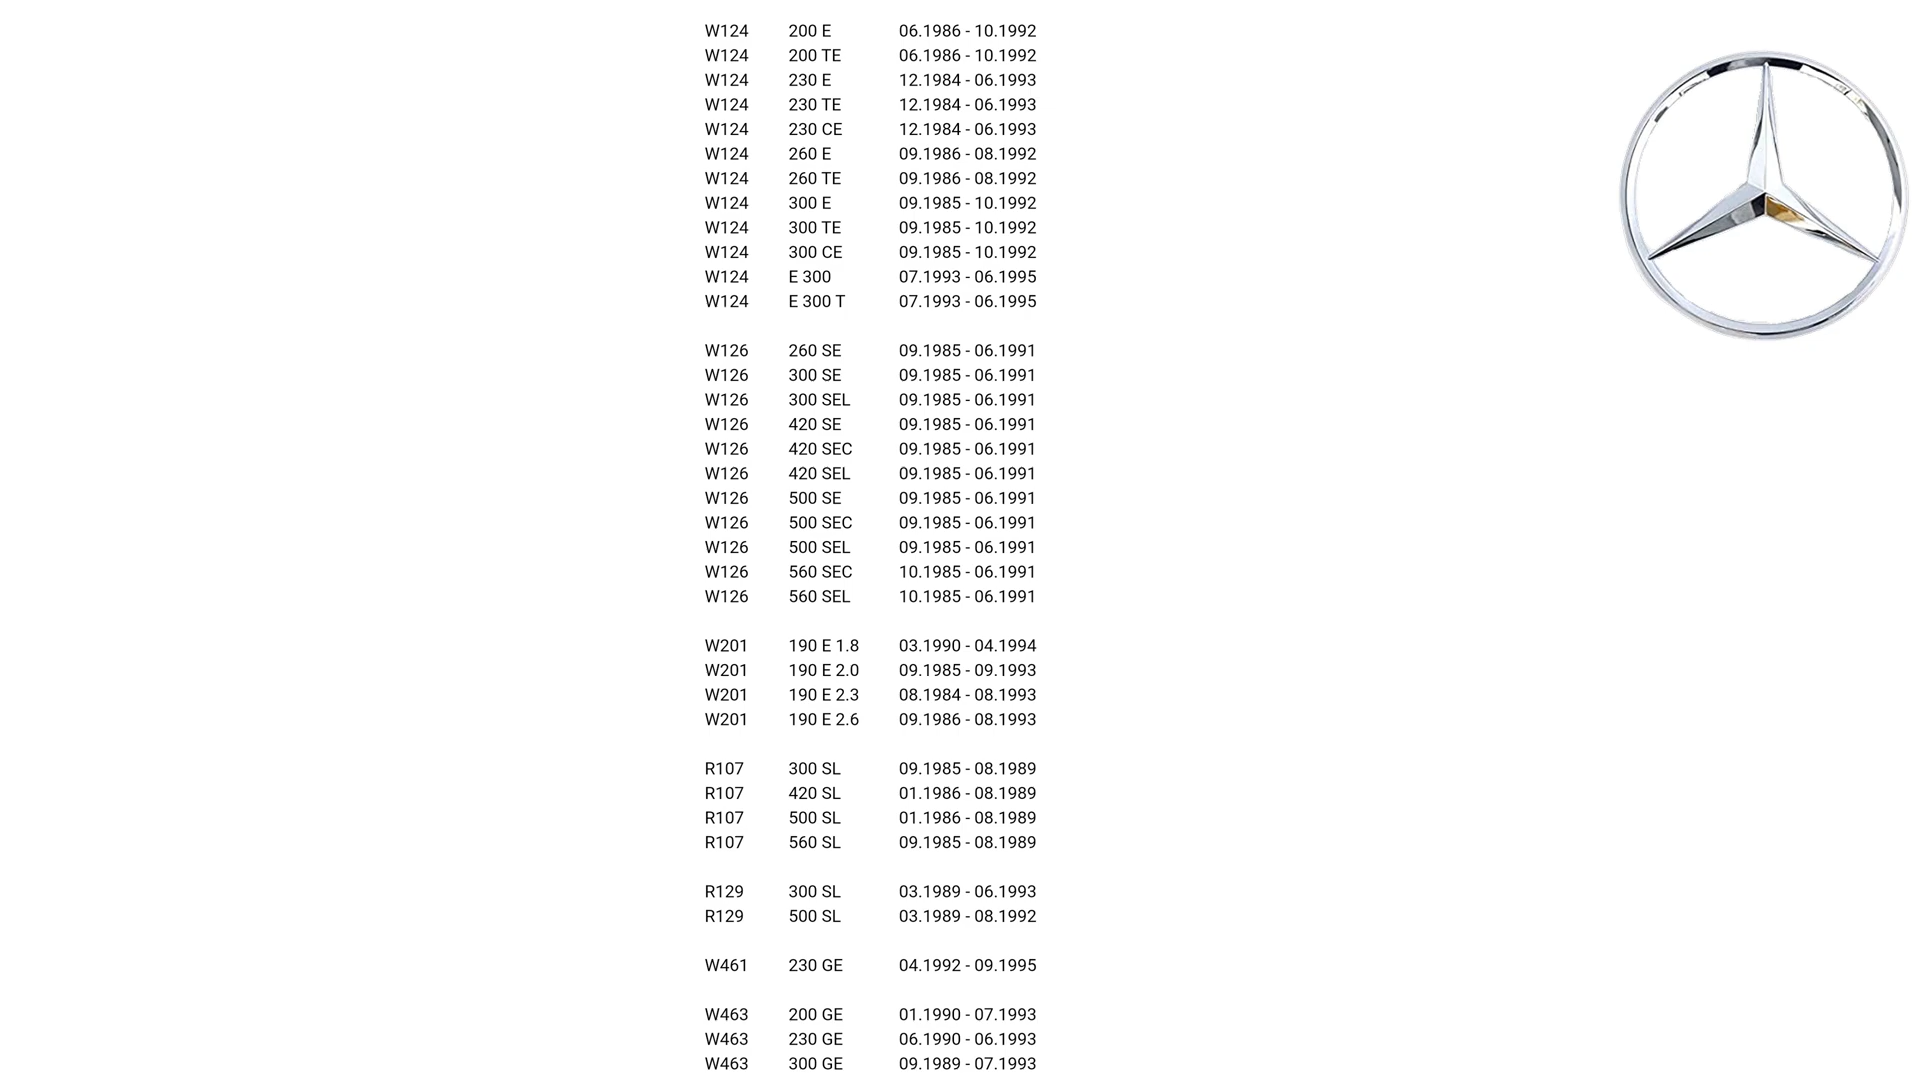 W124 200 E 06.1986 - 10.1992
W124 200 TE 06.1986 - 10.1992
W124 230 E 12.1984 - 06.1993
W124 230 TE 12.1984 - 06.1993
W124 230 CE 12.1984 - 06.1993
W124 260 E 09.1986 - 08.1992
W124 260 TE 09.1986 - 08.1992
W124 300 E 09.1985 - 10.1992
W124 300 TE 09.1985 - 10.1992
W124 300 CE 09.1985 - 10.1992
W124 E 300 07.1993 - 06.1995
W124 E 300 T 07.1993 - 06.1995
W126 260 SE 09.1985 - 06.1991
W126 300 SE 09.1985 - 06.1991
W126 300 SEL 09.1985 - 06.1991
W126 420 SE 09.1985 - 06.1991
W126 420 SEC 09.1985 - 06.1991
W126 420 SEL 09.1985 - 06.1991
W126 500 SE 09.1985 - 06.1991
W126 500 SEC 09.1985 - 06.1991
W126 500 SEL 09.1985 - 06.1991
W126 560 SEC 10.1985 - 06.1991
W126 560 SEL 10.1985 - 06.1991
W201 190 E 1.8 03.1990 - 04.1994
W201 190 E 2.0 09.1985 - 09.1993
W201 190 E 2.3 08.1984 - 08.1993
W201 190 E 2.6 09.1986 - 08.1993
R107 300 SL 09.1985 - 08.1989
R107 420 SL 01.1986 - 08.1989
R107 500 SL 01.1986 - 08.1989
R107 560 SL 09.1985 - 08.1989
R129 300 SL 03.1989 - 06.1993
R129 500 SL 03.1989 - 08.1992
W461 230 GE 04.1992 - 09.1995
W463 200 GE 01.1990 - 07.1993
W463 230 GE 06.1990 - 06.1993
W463 300 GE 09.1989 - 07.1993